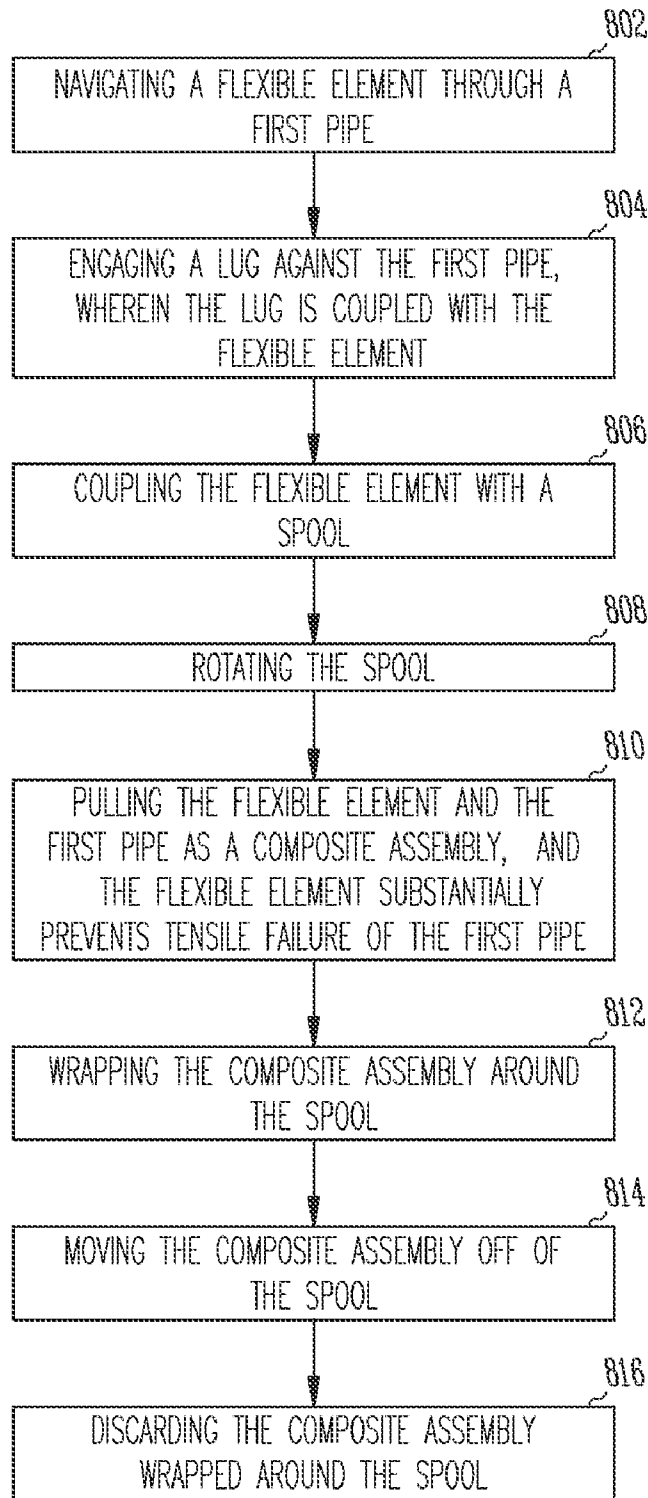 802
NAVIGATING A FLEXIBLE ELEMENT THROUGH A
FIRST PIPE
804
ENGAGING A LUG AGAINST THE FIRST PIPE,
WHEREIN THE LUG IS COUPLED WITH THE
FLEXIBLE ELEMENT
806
COUPLING THE FLEXIBLE ELEMENT WITH A
SPOOL
808
ROTATING THE SPOOL
810
PULLING THE FLEXIBLE ELEMENT AND THE
FIRST PIPE AS A COMPOSITE ASSEMBLY, AND
THE FLEXIBLE ELEMENT SUBSTANTIALLY
PREVENTS TENSILE FAILURE OF THE FIRST PIPE
812
WRAPPING THE COMPOSITE ASSEMBLY AROUND
THE SPOOL
814
MOVING THE COMPOSITE ASSEMBLY OFF OF
THE SPOOL
816
DISCARDING THE COMPOSITE ASSEMBLY
WRAPPED AROUND THE SPOOL